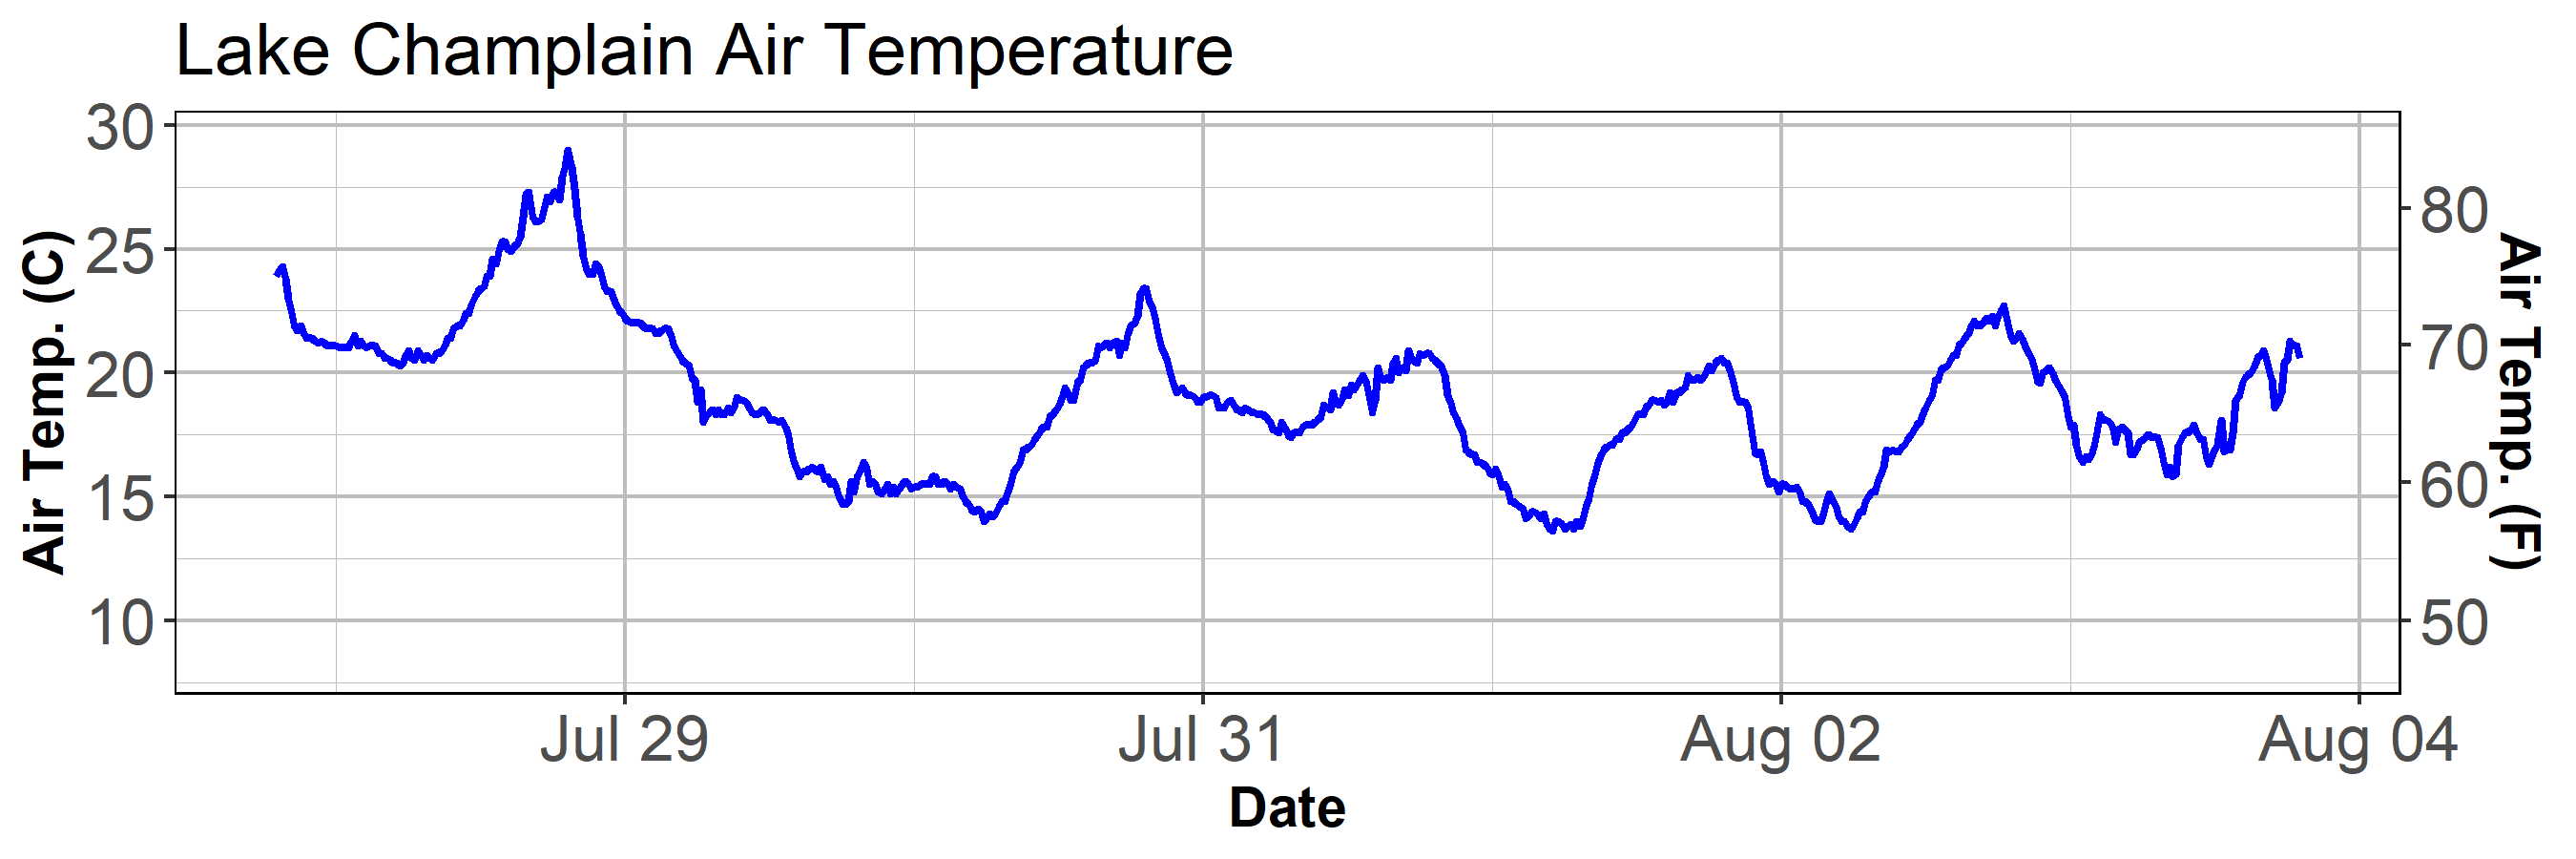 Lake Champlain Air Temperature
30
25
20
15
10
Air Temp. (C)
80
70
60
50
Air Temp. (F)
Jul 29
Jul 31
Aug 02
Aug 04
Date